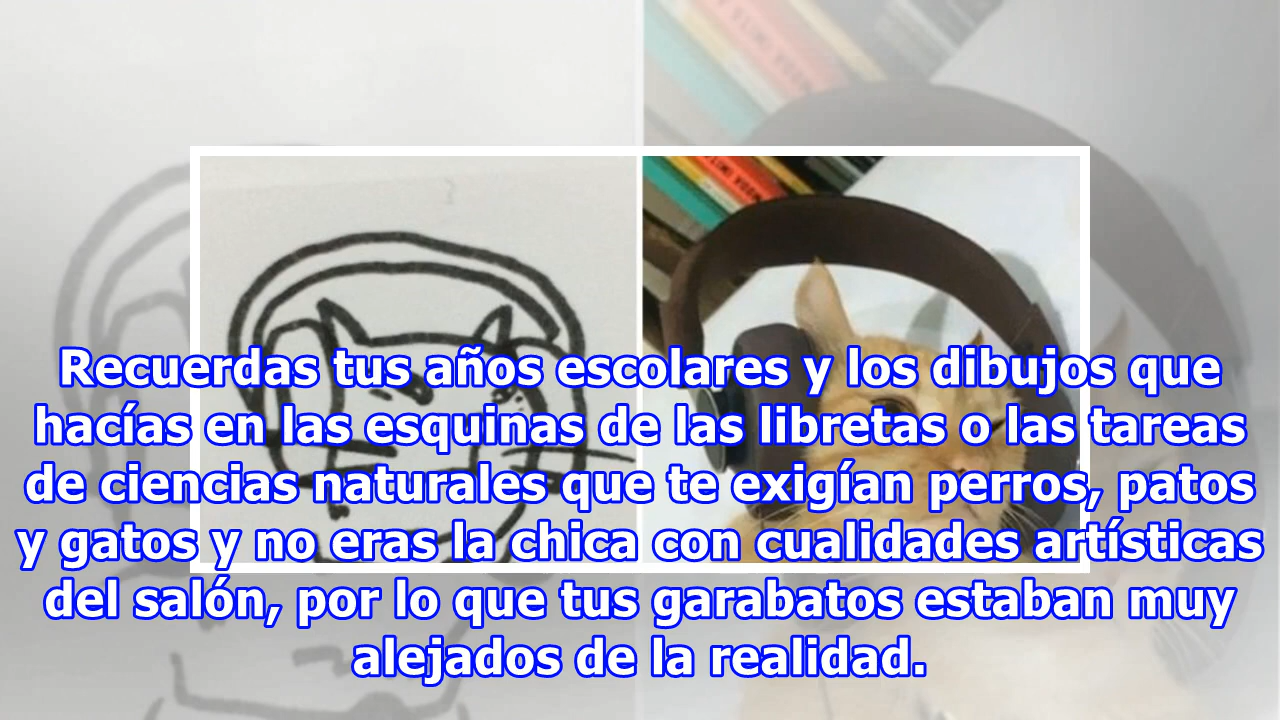 Recuerdas tus años escolares y los dibujos que
hacías en las esquinas de las libretas o las tareas
de ciencias naturales que te exigían perros, patos
y gatos y no eras la chica con cualidades artísticas
del salón, por lo que tus garabatos estaban muy
alejados de la realidad.